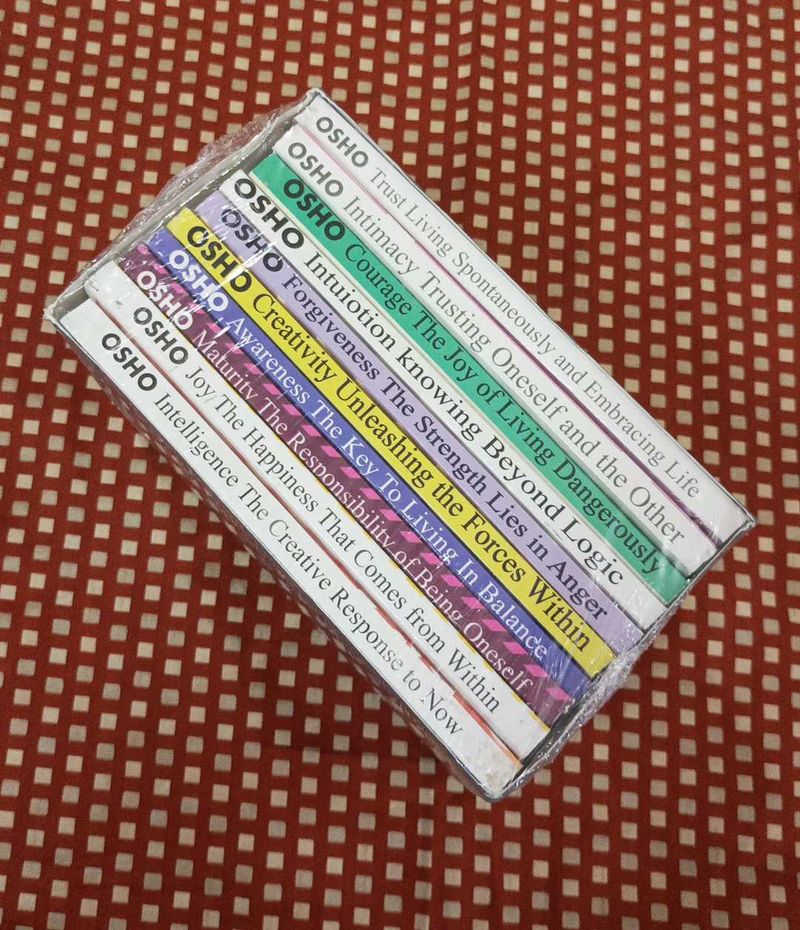 OSHO Trust Living Spontaneously and Embracing Life
OSHO Intimacy Trusting Oneself and the Other
OSHO Courage The Joy of Living Dangerously
OSHO Intuiotion Knowing Beyond Logic
OSHO Forgiveness The Strength Lies in Anger
OSHO Creativity Unleashing the Forces Within
OSHO Awareness The Key To Living In Balance
OSHO Maturity The Responsibility of Being Oneself
OSHO Joy: The Happiness That Comes from Within
OSHO Intelligence The Creative Response to Now